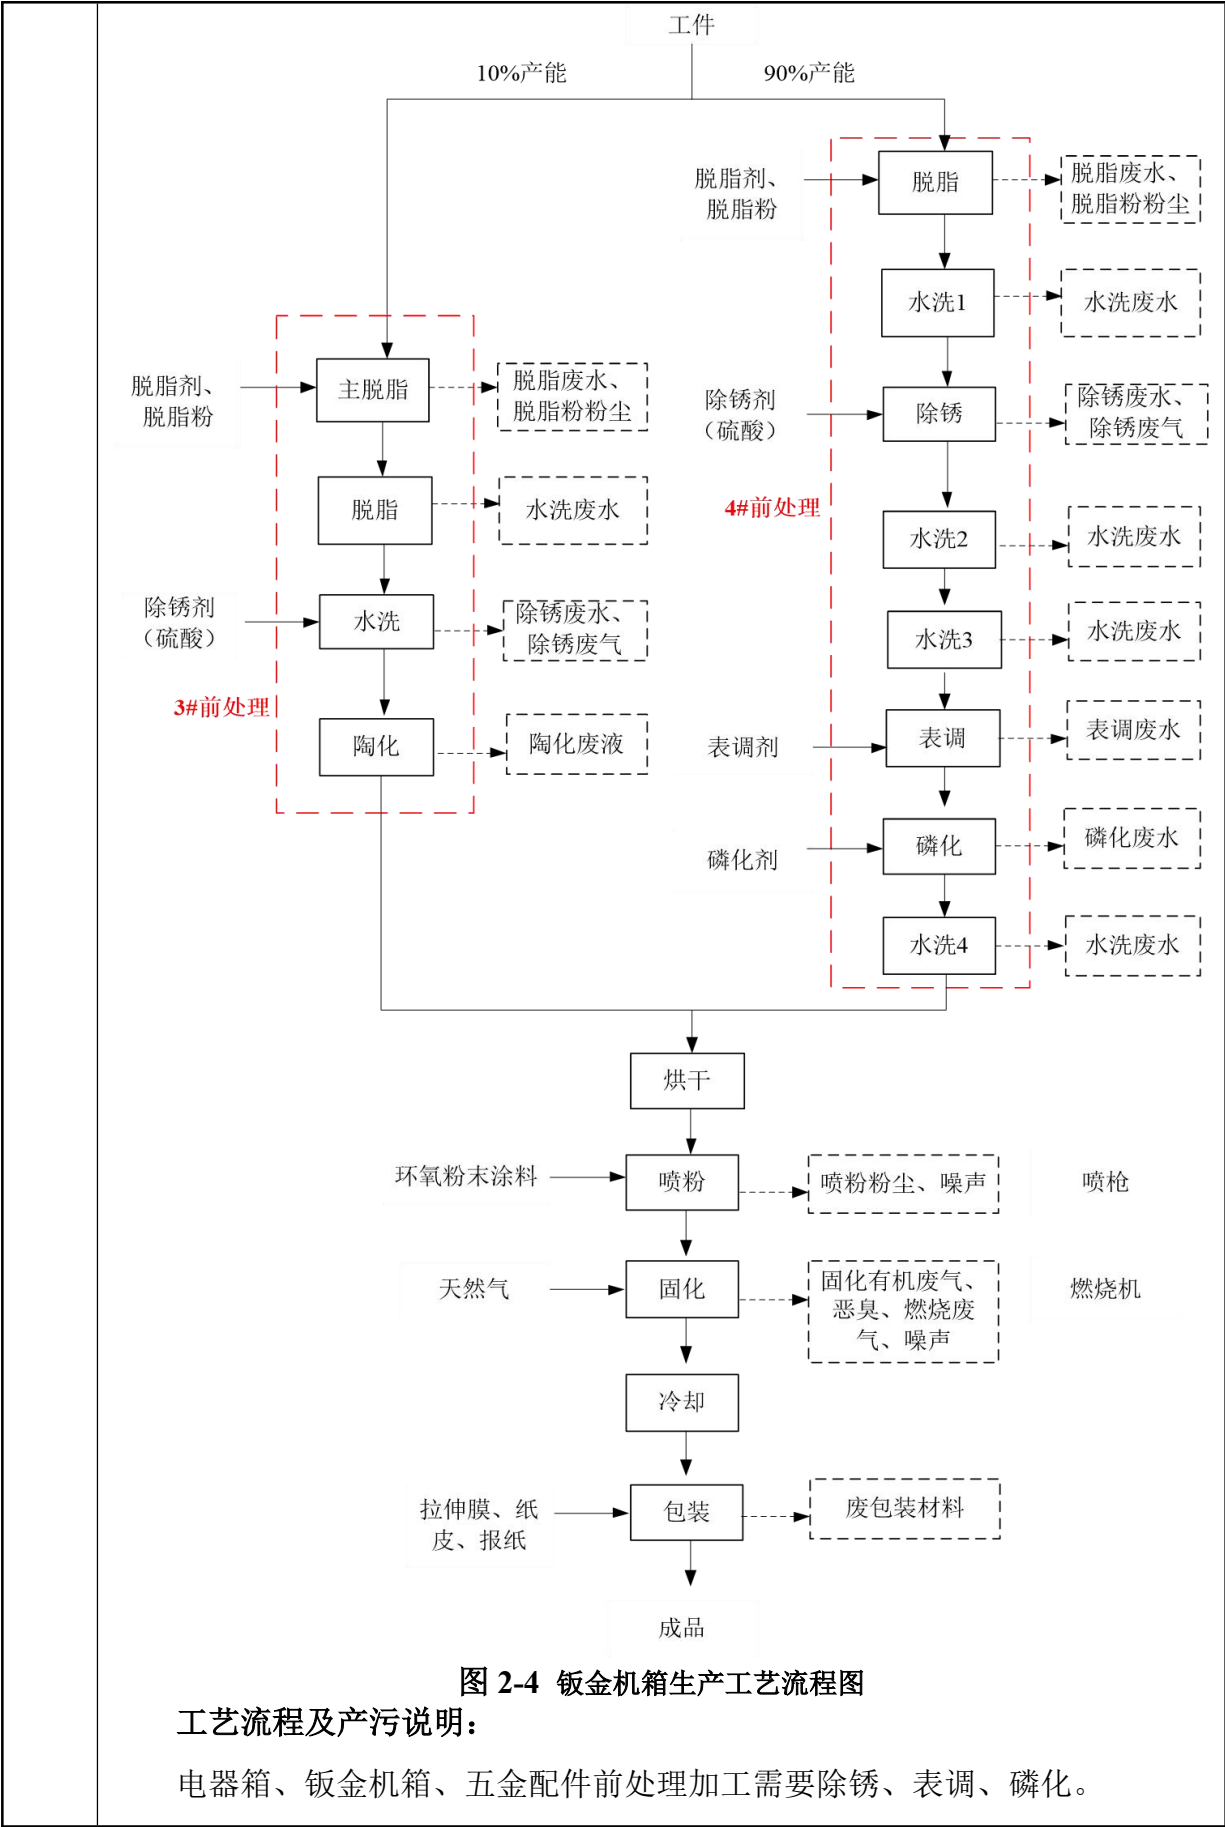 工件
10%产能
90%产能
脱脂剂、
脱脂粉
脱脂
脱脂废水、
脱脂粉粉尘
水洗1
水洗废水
除锈剂
（硫酸）
除锈
除锈废水、
除锈废气
4#前处理
水洗2
水洗废水
水洗3
水洗废水
表调剂
表调
表调废水
磷化剂
磷化
磷化废水
水洗4
水洗废水
脱脂剂、
脱脂粉
主脱脂
脱脂废水、
脱脂粉粉尘
脱脂
水洗废水
除锈剂
（硫酸）
水洗
除锈废水、
除锈废气
3#前处理
陶化
陶化废液
烘干
环氧粉末涂料
喷粉
喷粉粉尘、噪声
喷枪
天然气
固化
固化有机废气、
恶臭、燃烧废
气、噪声
燃烧机
冷却
拉伸膜、纸
皮、报纸
包装
废包装材料
成品
图 2-4 钣金机箱生产工艺流程图
工艺流程及产污说明：
电器箱、钣金机箱、五金配件前处理加工需要除锈、表调、磷化。